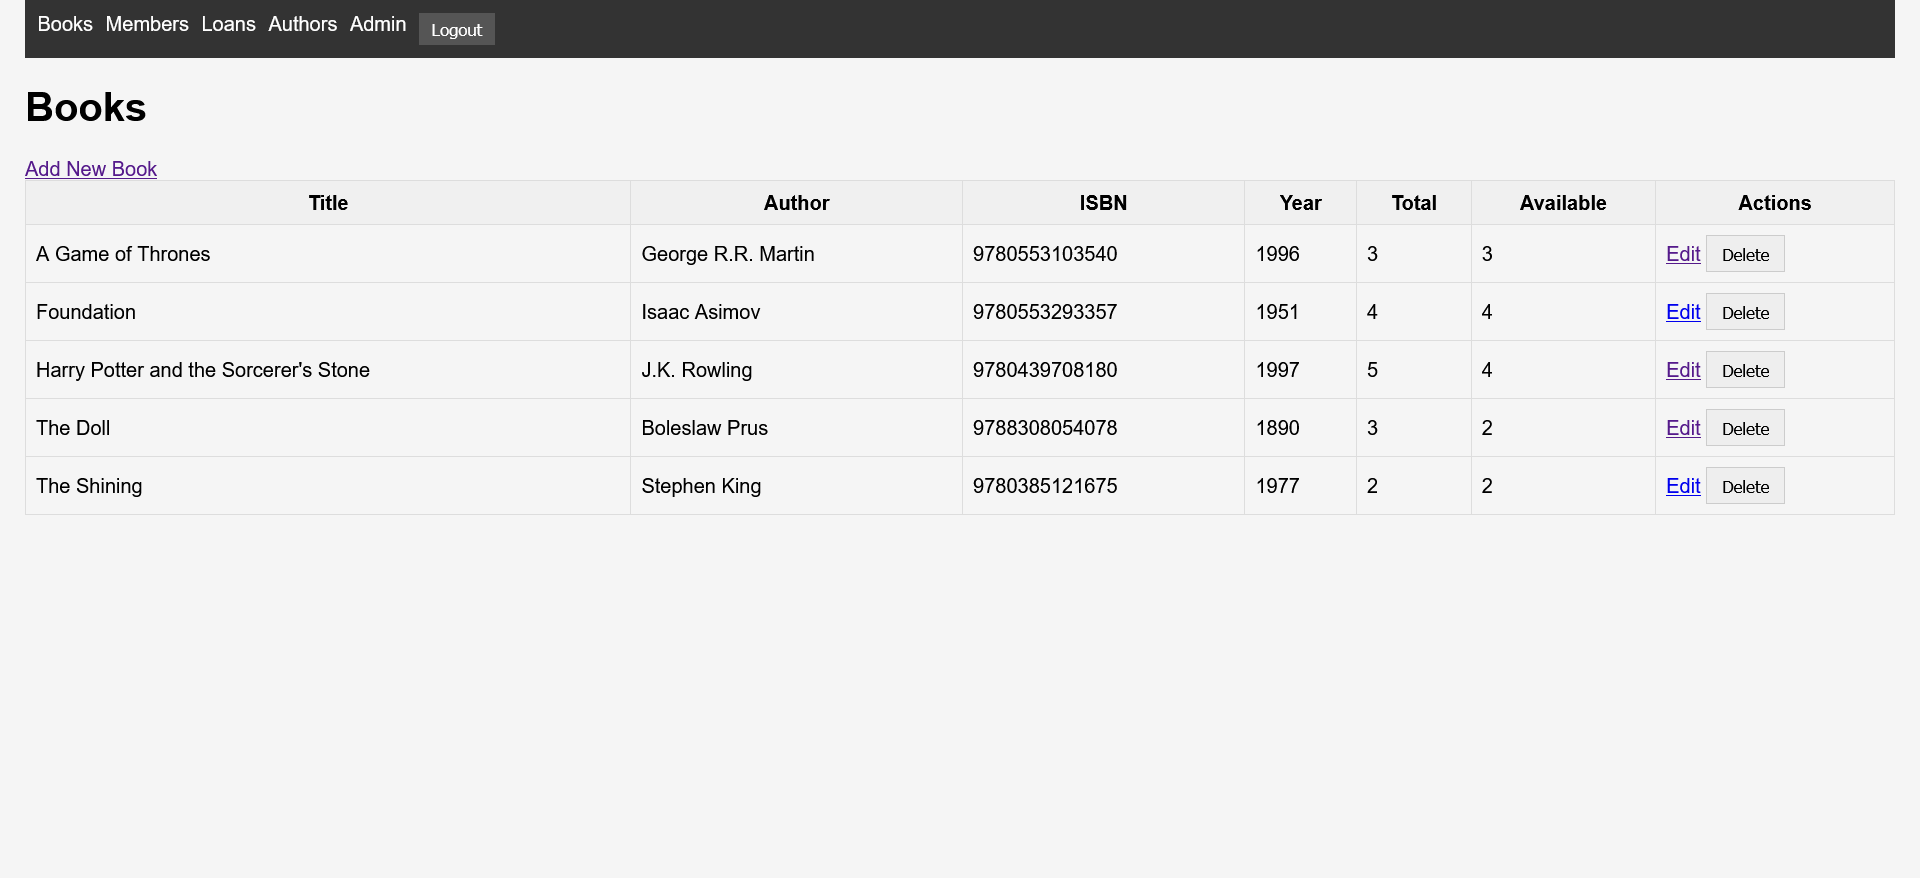 Books Members Loans Authors Admin Logout
Books
Add New Book
Title Author ISBN Year Total Available Actions
A Game of Thrones George R.R. Martin 9780553103540 1996 3 3 Edit Delete
Foundation Isaac Asimov 9780553293357 1951 4 4 Edit Delete
Harry Potter and the Sorcerer's Stone J.K. Rowling 9780439708180 1997 5 4 Edit Delete
The Doll Boleslaw Prus 9788308054078 1890 3 2 Edit Delete
The Shining Stephen King 9780385121675 1977 2 2 Edit Delete